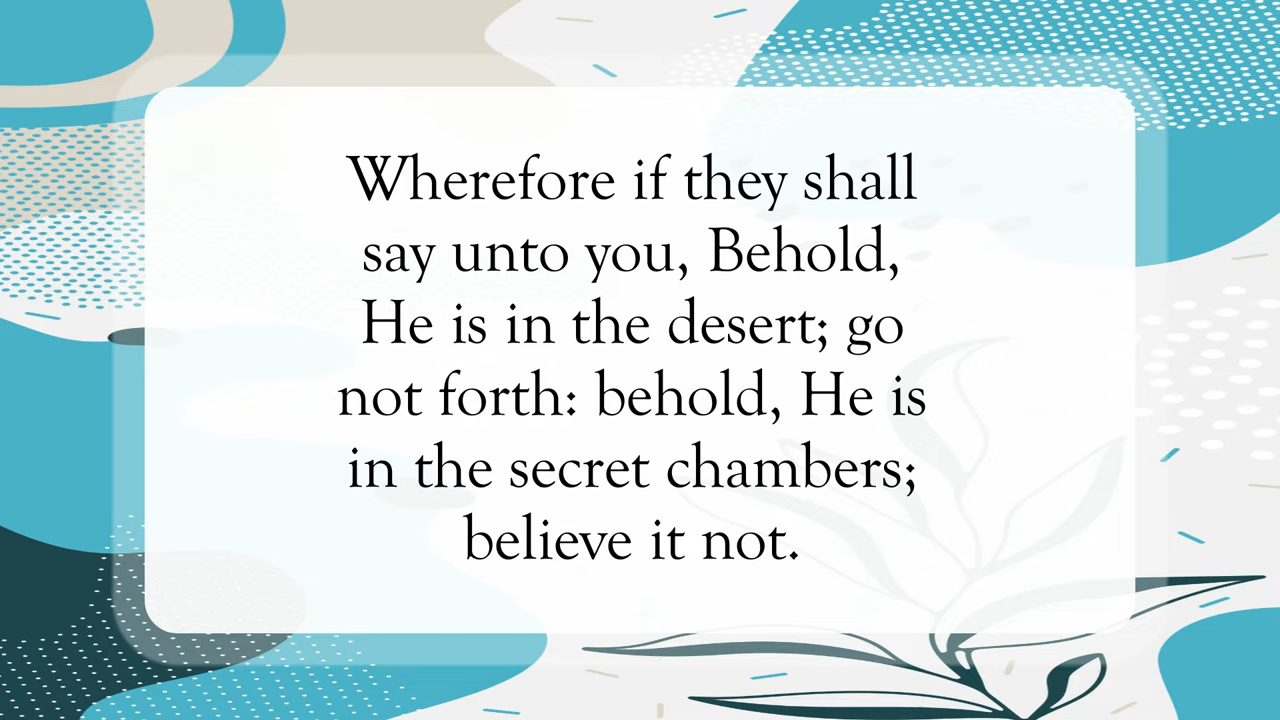 Wherefore if they shall
say unto you, Behold,
He is in the desert; go
not forth: behold, He is
in the secret chambers;
believe it not.